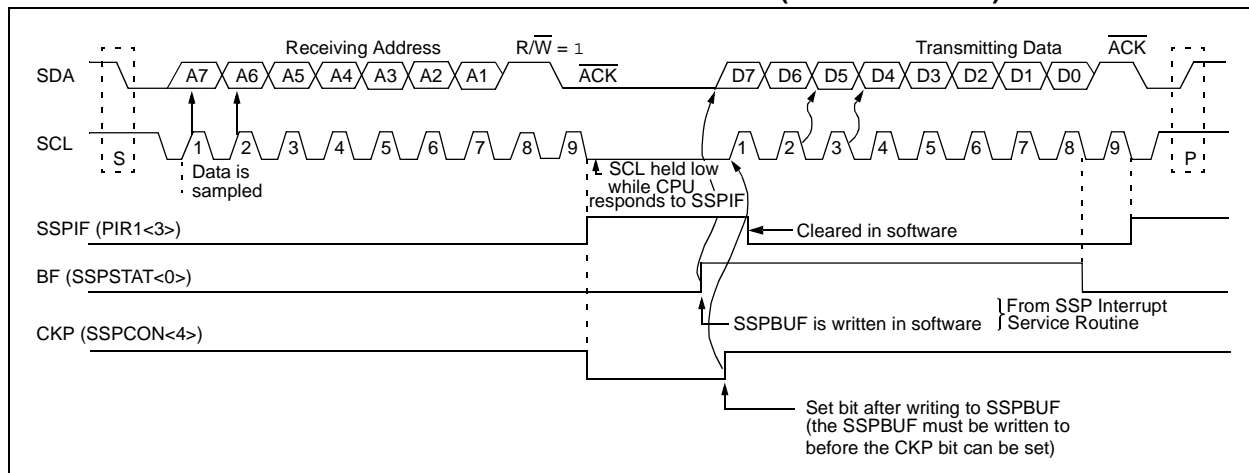 Receiving Address R/W = 1 Transmitting Data ACK
SDA A7 A6 A5 A4 A3 A2 A1 ACK D7 D6 D5 D4 D3 D2 D1 D0
SCL S 1 2 3 4 5 6 7 8 9 1 2 3 4 5 6 7 8 9 P
Data is
sampled
SCL held low
while CPU
responds to SSPIF
SSPIF (PIR1<3>)
Cleared in software
BF (SSPSTAT<0>)
SSPBUF is written in software
From SSP Interrupt
Service Routine
CKP (SSPCON<4>)
Set bit after writing to SSPBUF
(the SSPBUF must be written to
before the CKP bit can be set)